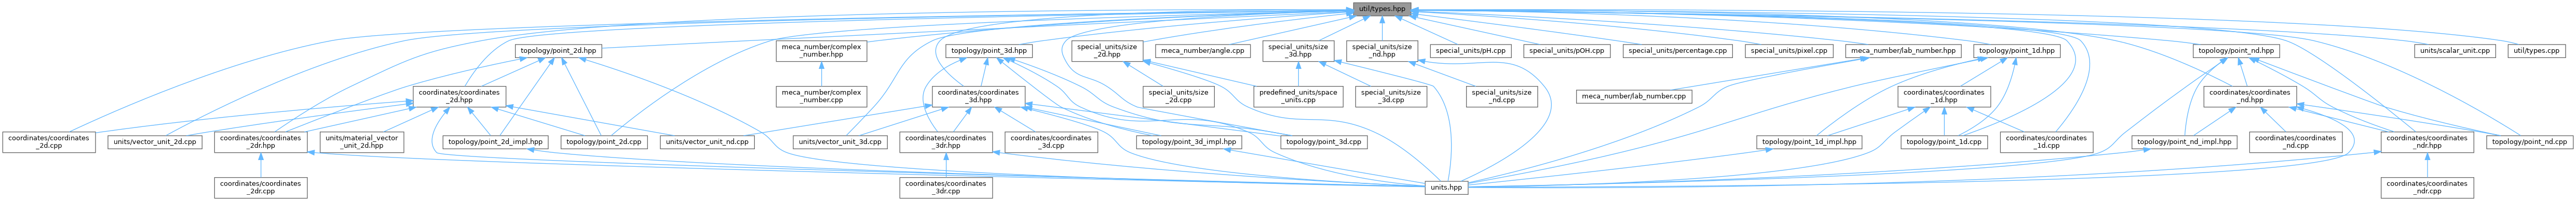 util/types.hpp
topology/point_2d.hpp
meca_number/complex
_number.hpp
topology/point_3d.hpp
special_units/size
_2d.hpp
meca_number/angle.cpp
special_units/size
_3d.hpp
special_units/size
_nd.hpp
special_units/pH.cpp
special_units/pOH.cpp
special_units/percentage.cpp
special_units/pixel.cpp
meca_number/lab_number.hpp
topology/point_1d.hpp
topology/point_nd.hpp
units/scalar_unit.cpp
util/types.cpp
coordinates/coordinates
_2d.hpp
meca_number/complex
_number.cpp
coordinates/coordinates
_3d.hpp
special_units/size
_2d.cpp
predefined_units/space
_units.cpp
special_units/size
_3d.cpp
special_units/size
_nd.cpp
meca_number/lab_number.cpp
coordinates/coordinates
_1d.hpp
coordinates/coordinates
_nd.hpp
coordinates/coordinates
_2d.cpp
units/vector_unit_2d.cpp
coordinates/coordinates
_2dr.hpp
units/material_vector
_unit_2d.hpp
topology/point_2d_impl.hpp
topology/point_2d.cpp
units/vector_unit_nd.cpp
units/vector_unit_3d.cpp
coordinates/coordinates
_3dr.hpp
coordinates/coordinates
_3d.cpp
topology/point_3d_impl.hpp
topology/point_3d.cpp
topology/point_1d_impl.hpp
topology/point_1d.cpp
coordinates/coordinates
_1d.cpp
topology/point_nd_impl.hpp
coordinates/coordinates
_nd.cpp
coordinates/coordinates
_ndr.hpp
topology/point_nd.cpp
coordinates/coordinates
_2dr.cpp
coordinates/coordinates
_3dr.cpp
units.hpp
coordinates/coordinates
_ndr.cpp